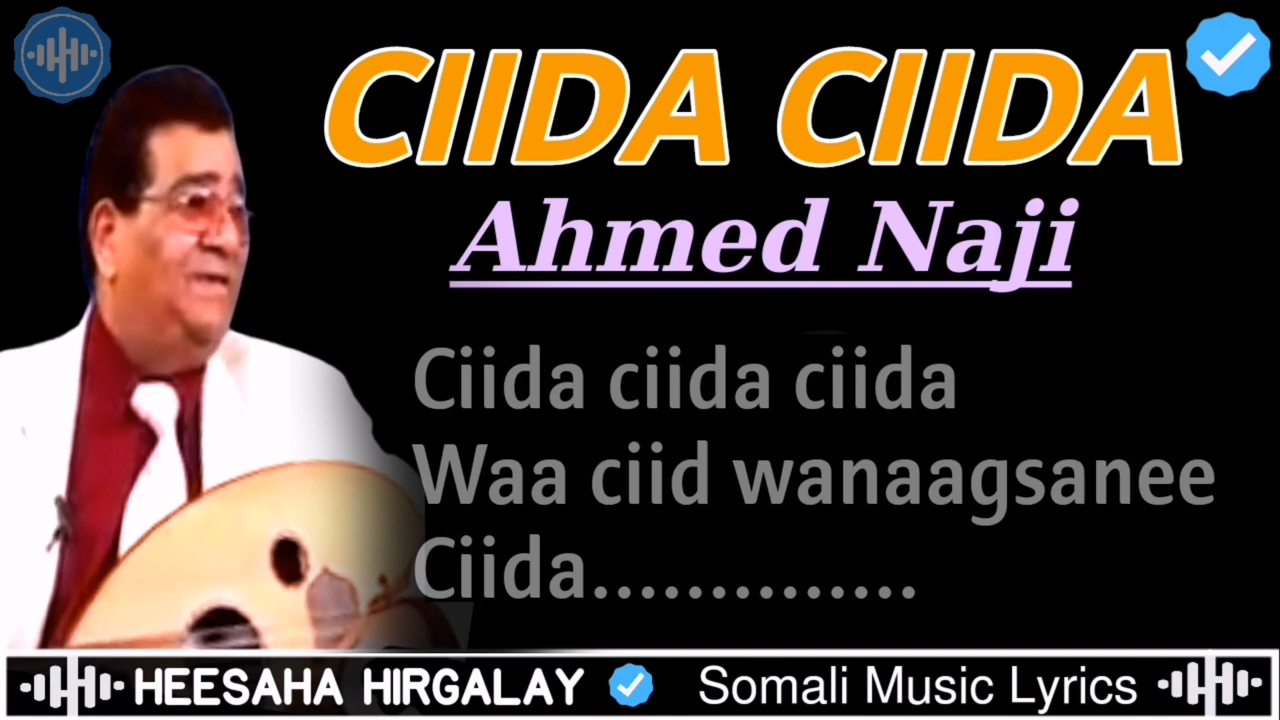 CIIDA CIIDA
Ahmed Naji
Ciida ciida ciida
Waa ciid wanaagsanee
Ciida..............
HEESAHA HIRGALAY Somali Music Lyrics